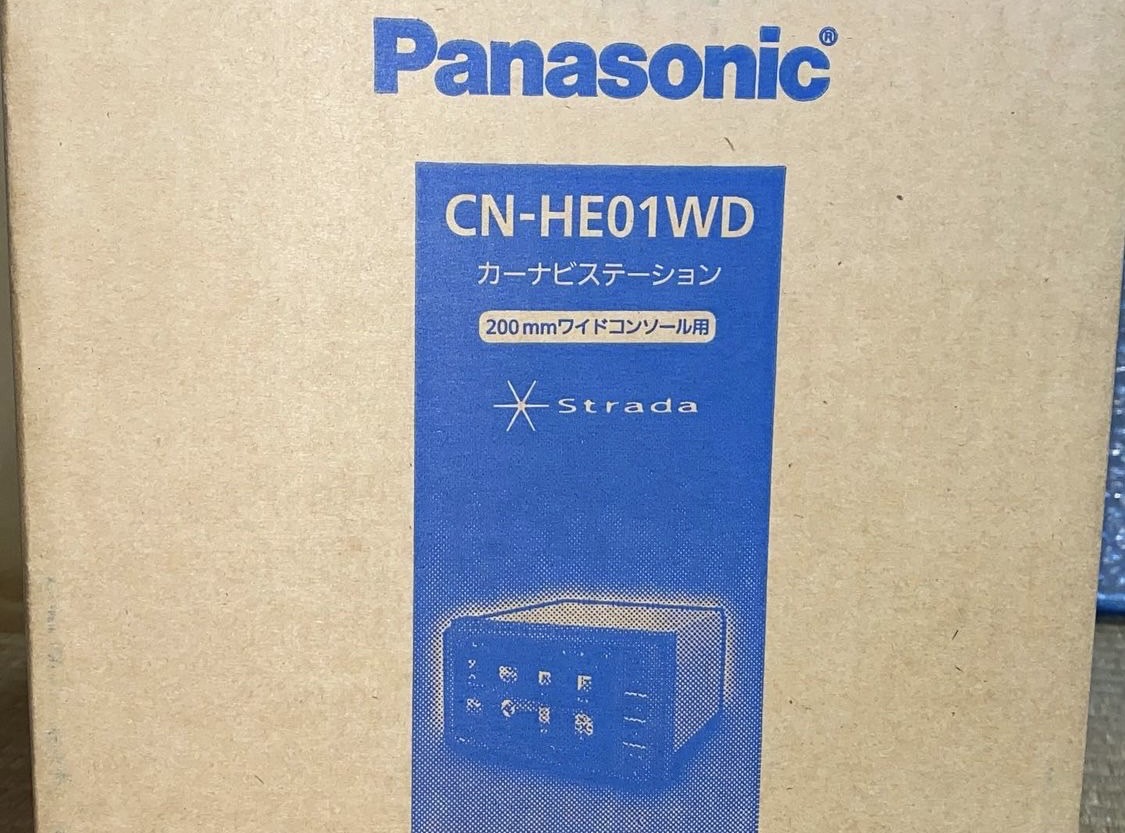 Panasonic®
CN-HE01WD
カーナビステーション
200mmワイドコンソール用
Strada